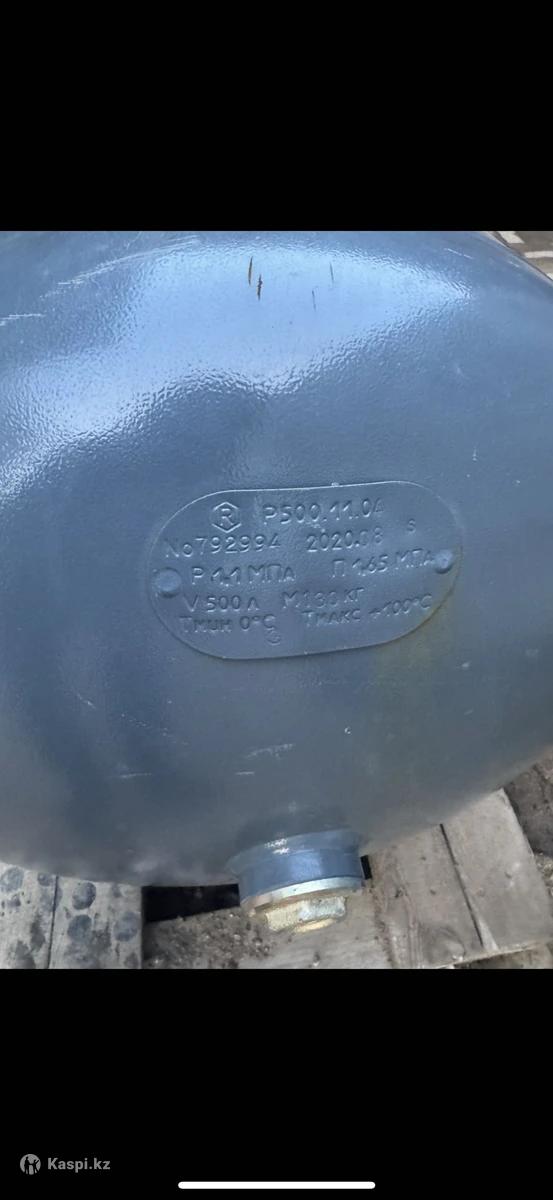 R P500.11.04
No792994 2020.08 S
Р 1.1 МПА П 1.65 МПА
V 500 Л М 130 КГ
Тмин 0°С Тмакс +100°С
Kaspi.kz